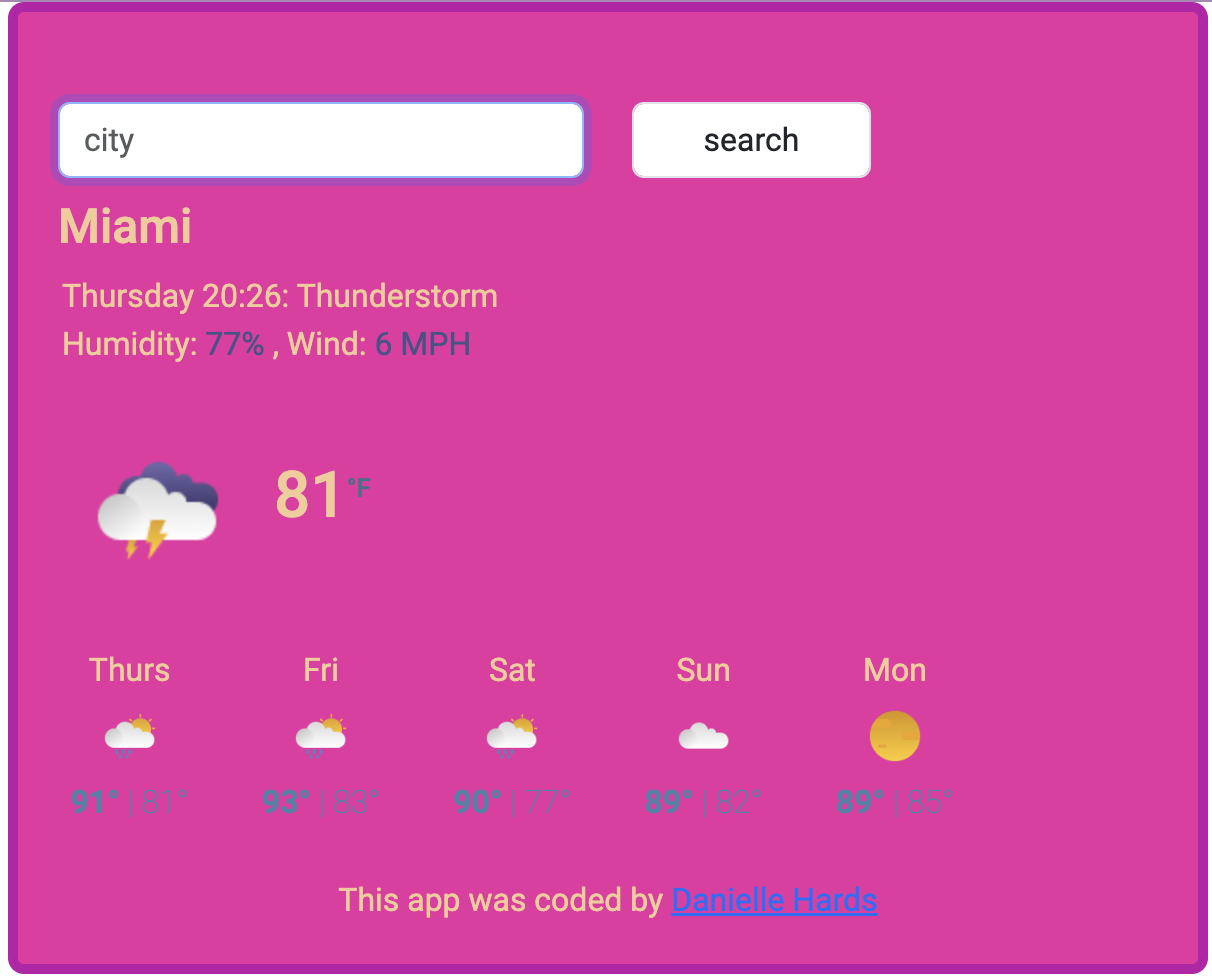 city search
Miami
Thursday 20:26: Thunderstorm
Humidity: 77% , Wind: 6 MPH
81 °F
Thurs Fri Sat Sun Mon
91° | 81° 93° | 83° 90° | 77° 89° | 82° 89° | 85°
This app was coded by Danielle Hards